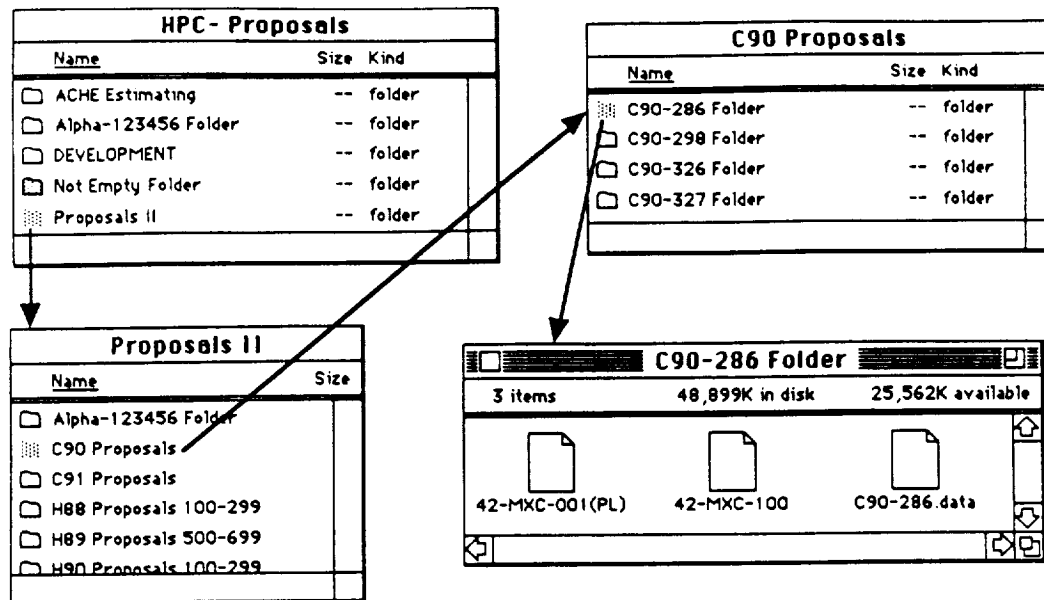 HPC- Proposals
Name Size Kind
ACHE Estimating -- folder
Alpha-123456 Folder -- folder
DEVELOPMENT -- folder
Not Empty Folder -- folder
Proposals II -- folder
C90 Proposals
Name Size Kind
C90-286 Folder -- folder
C90-298 Folder -- folder
C90-326 Folder -- folder
C90-327 Folder -- folder
Proposals II
Name Size
Alpha-123456 Folder
C90 Proposals
C91 Proposals
H88 Proposals 100-299
H89 Proposals 500-699
H90 Proposals 100-299
C90-286 Folder
3 items 48,899K in disk 25,562K available
42-MXC-001(PL) 42-MXC-100 C90-286.data